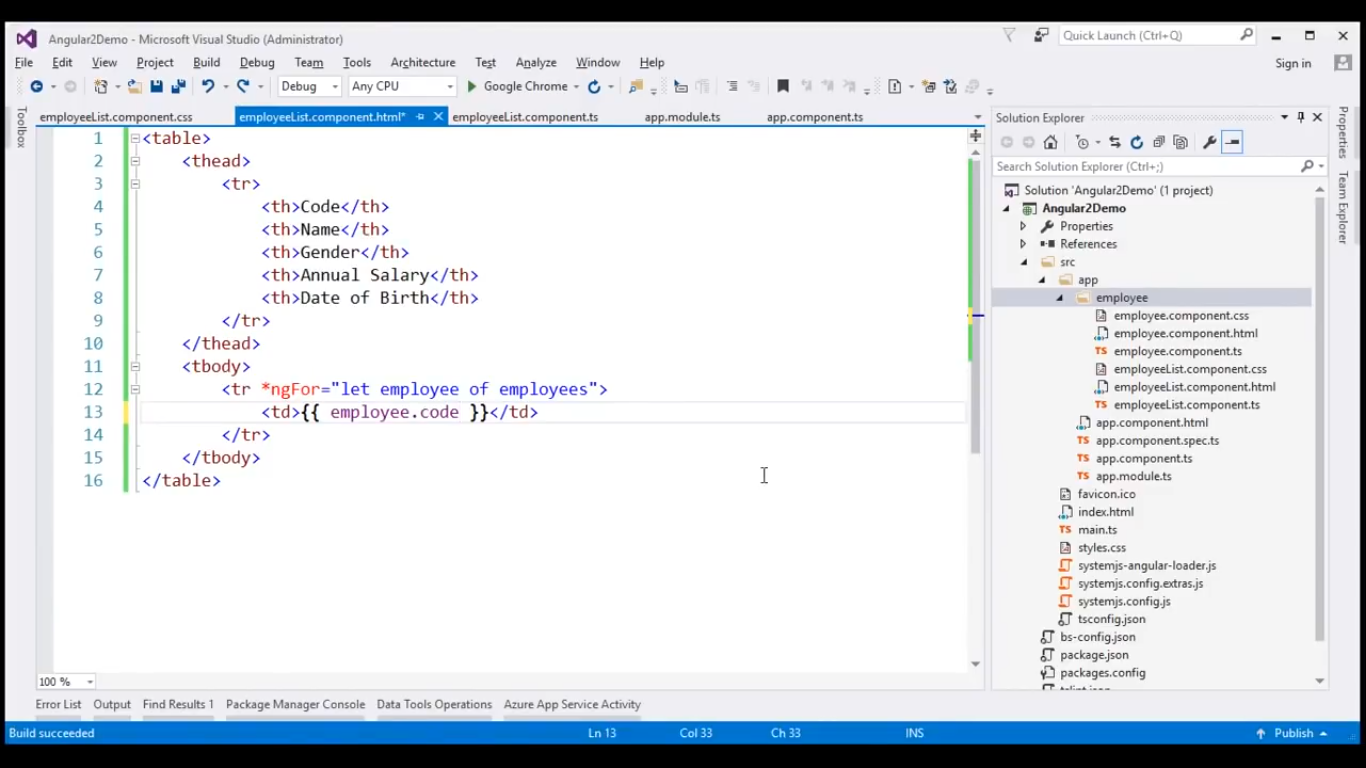 Angular2Demo - Microsoft Visual Studio (Administrator)
Quick Launch (Ctrl+Q)
File Edit View Project Build Debug Team Tools Architecture Test Analyze Window Help
Sign in
Debug Any CPU Google Chrome
Toolbox
employeeList.component.css employeeList.component.html* employeeList.component.ts app.module.ts app.component.ts
1 <table>
2 <thead>
3 <tr>
4 <th>Code</th>
5 <th>Name</th>
6 <th>Gender</th>
7 <th>Annual Salary</th>
8 <th>Date of Birth</th>
9 </tr>
10 </thead>
11 <tbody>
12 <tr *ngFor="let employee of employees">
13 <td>{{ employee.code }}</td>
14 </tr>
15 </tbody>
16 </table>
100 %
Solution Explorer
Search Solution Explorer (Ctrl+;)
Solution 'Angular2Demo' (1 project)
Angular2Demo
Properties
References
src
app
employee
employee.component.css
employee.component.html
employee.component.ts
employeeList.component.css
employeeList.component.html
employeeList.component.ts
app.component.html
app.component.spec.ts
app.component.ts
app.module.ts
favicon.ico
index.html
main.ts
styles.css
systemjs-angular-loader.js
systemjs.config.extras.js
systemjs.config.js
tsconfig.json
bs-config.json
package.json
packages.config
Properties
Team Explorer
Error List Output Find Results 1 Package Manager Console Data Tools Operations Azure App Service Activity
Build succeeded Ln 13 Col 33 Ch 33 INS Publish